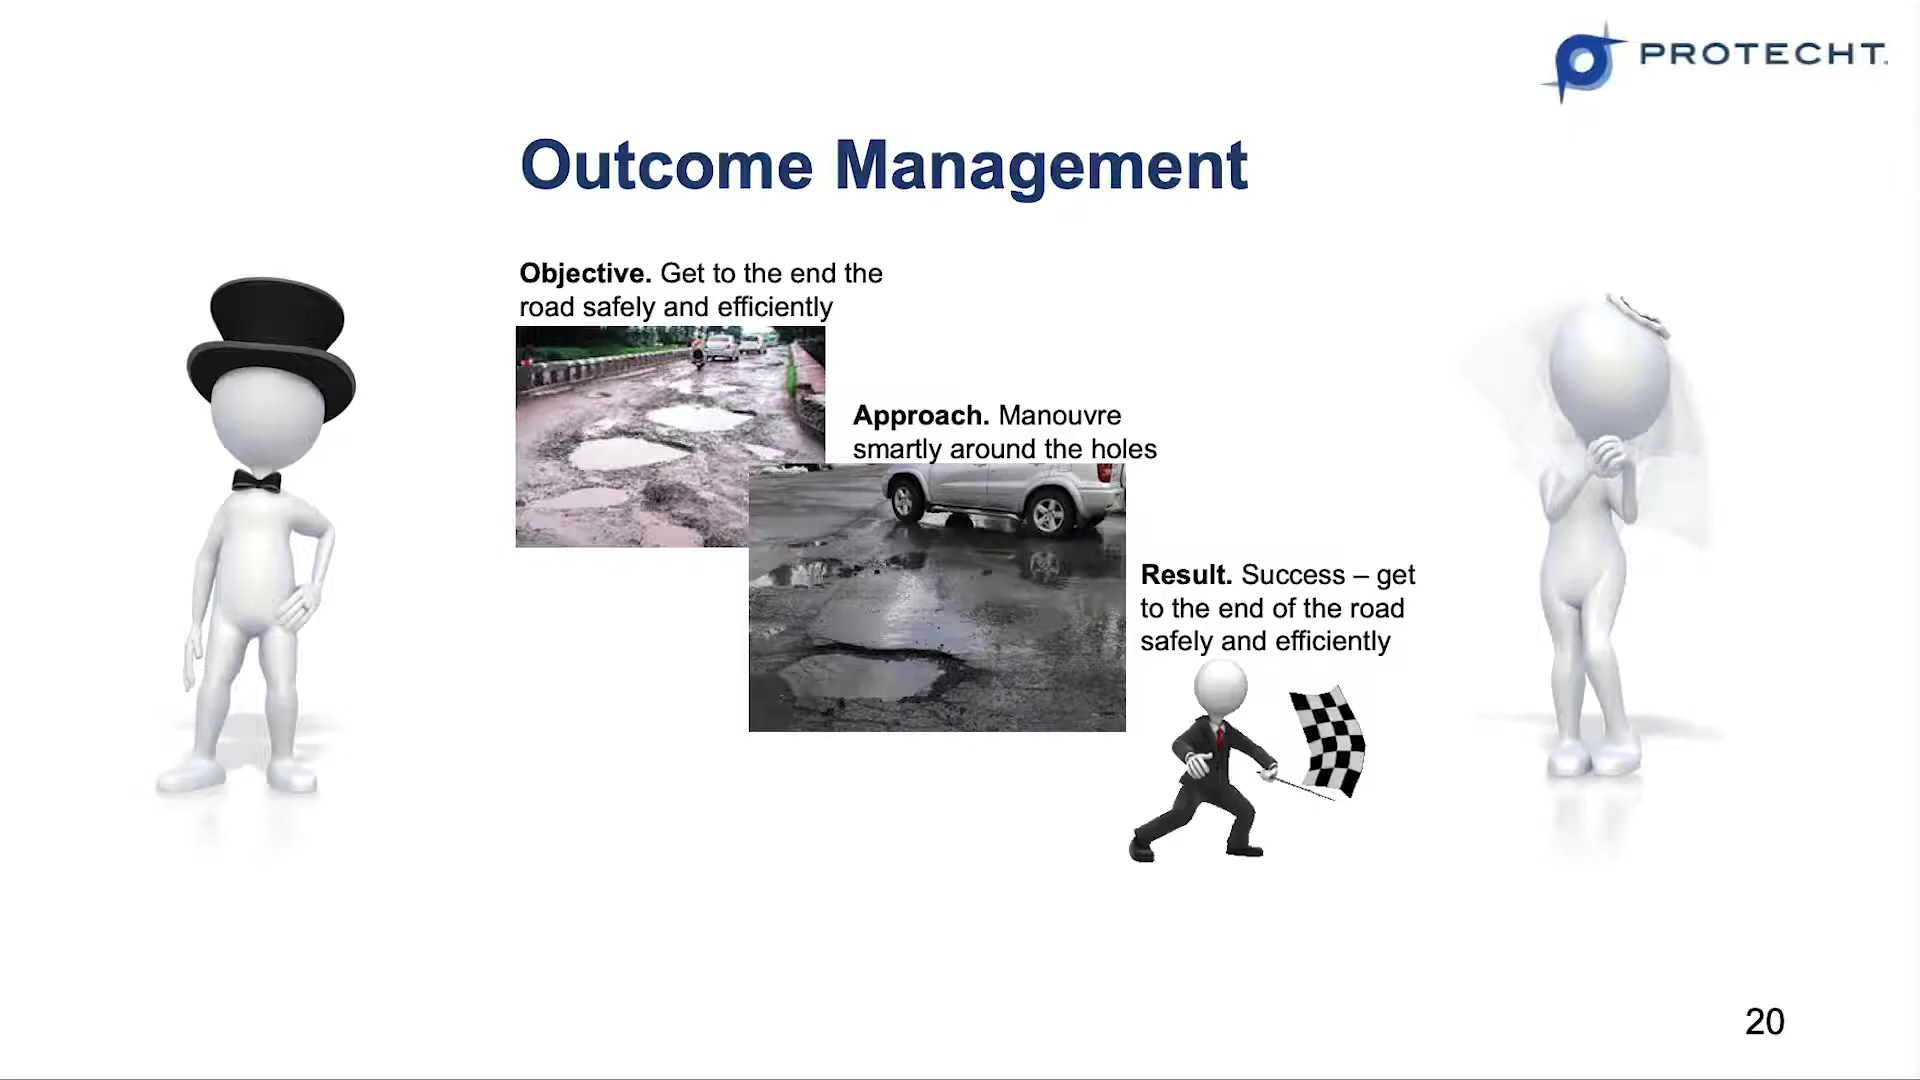 PROTECHT.
Outcome Management
Objective. Get to the end the
road safely and efficiently
Approach. Manouvre
smartly around the holes
Result. Success – get
to the end of the road
safely and efficiently
20